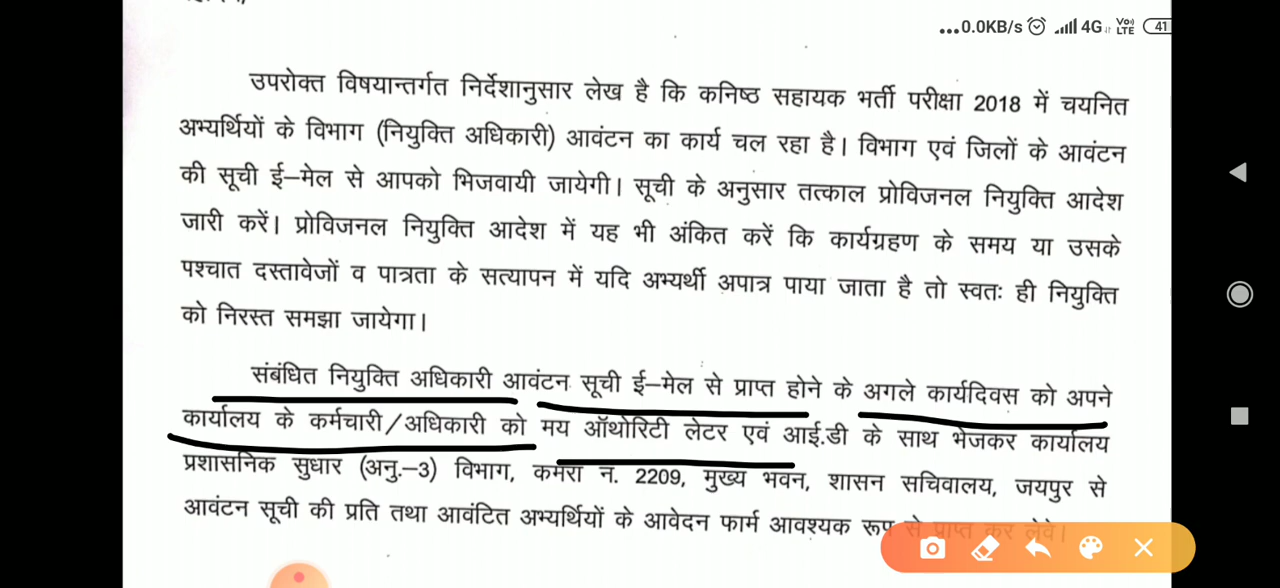 ...0.0KB/s 4G Vo)) LTE 41
उपरोक्त विषयान्तर्गत निर्देशानुसार लेख है कि कनिष्ठ सहायक भर्ती परीक्षा 2018 में चयनित
अभ्यर्थियों के विभाग (नियुक्ति अधिकारी) आवंटन का कार्य चल रहा है। विभाग एवं जिलों के आवंटन
की सूची ई–मेल से आपको भिजवायी जायेगी। सूची के अनुसार तत्काल प्रोविजनल नियुक्ति आदेश
जारी करें। प्रोविजनल नियुक्ति आदेश में यह भी अंकित करें कि कार्यग्रहण के समय या उसके
पश्चात दस्तावेजों व पात्रता के सत्यापन में यदि अभ्यर्थी अपात्र पाया जाता है तो स्वतः ही नियुक्ति
को निरस्त समझा जायेगा।
संबंधित नियुक्ति अधिकारी आवंटन सूची ई–मेल से प्राप्त होने के अगले कार्यदिवस को अपने
कार्यालय के कर्मचारी/अधिकारी को मय ऑथोरिटी लेटर एवं आई.डी के साथ भेजकर कार्यालय
प्रशासनिक सुधार (अनु.–3) विभाग, कमरा न. 2209, मुख्य भवन, शासन सचिवालय, जयपुर से
आवंटन सूची की प्रति तथा आवंटित अभ्यर्थियों के आवेदन फार्म आवश्यक रूप से प्राप्त कर लेवे।